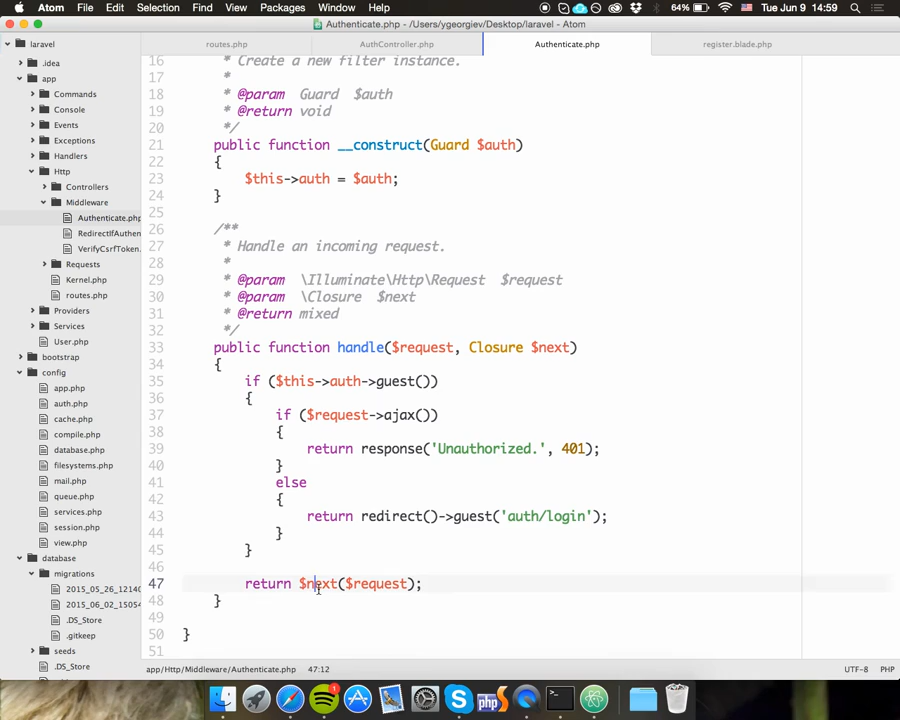 Atom File Edit Selection View Packages Window Help 64% Tue Jun 9 14:59
Authenticate.php - /Users/ygeorgiev/Desktop/laravel - Atom
laravel
routes.php AuthController.php Authenticate.php register.blade.php
.idea
app
Commands
Console
Events
Exceptions
Handlers
Http
Controllers
Middleware
Authenticate.php
RedirectIfAuthen
VerifyCsrfToken.
Requests
Kernel.php
routes.php
Providers
Services
User.php
bootstrap
config
app.php
auth.php
cache.php
compile.php
database.php
filesystems.php
mail.php
queue.php
services.php
session.php
view.php
database
migrations
2015_05_26_12140
2015_06_02_15054
.DS_Store
.gitkeep
seeds
.DS_Store
16 * Create a new filter instance.
17 *
18 * @param Guard $auth
19 * @return void
20 */
21 public function __construct(Guard $auth)
22 {
23 $this->auth = $auth;
24 }
25
26 /**
27 * Handle an incoming request.
28 *
29 * @param \Illuminate\Http\Request $request
30 * @param \Closure $next
31 * @return mixed
32 */
33 public function handle($request, Closure $next)
34 {
35 if ($this->auth->guest())
36 {
37 if ($request->ajax())
38 {
39 return response('Unauthorized.', 401);
40 }
41 else
42 {
43 return redirect()->guest('auth/login');
44 }
45 }
46
47 return $next($request);
48 }
49
50 }
51
app/Http/Middleware/Authenticate.php 47:12 UTF-8 PHP
1
php